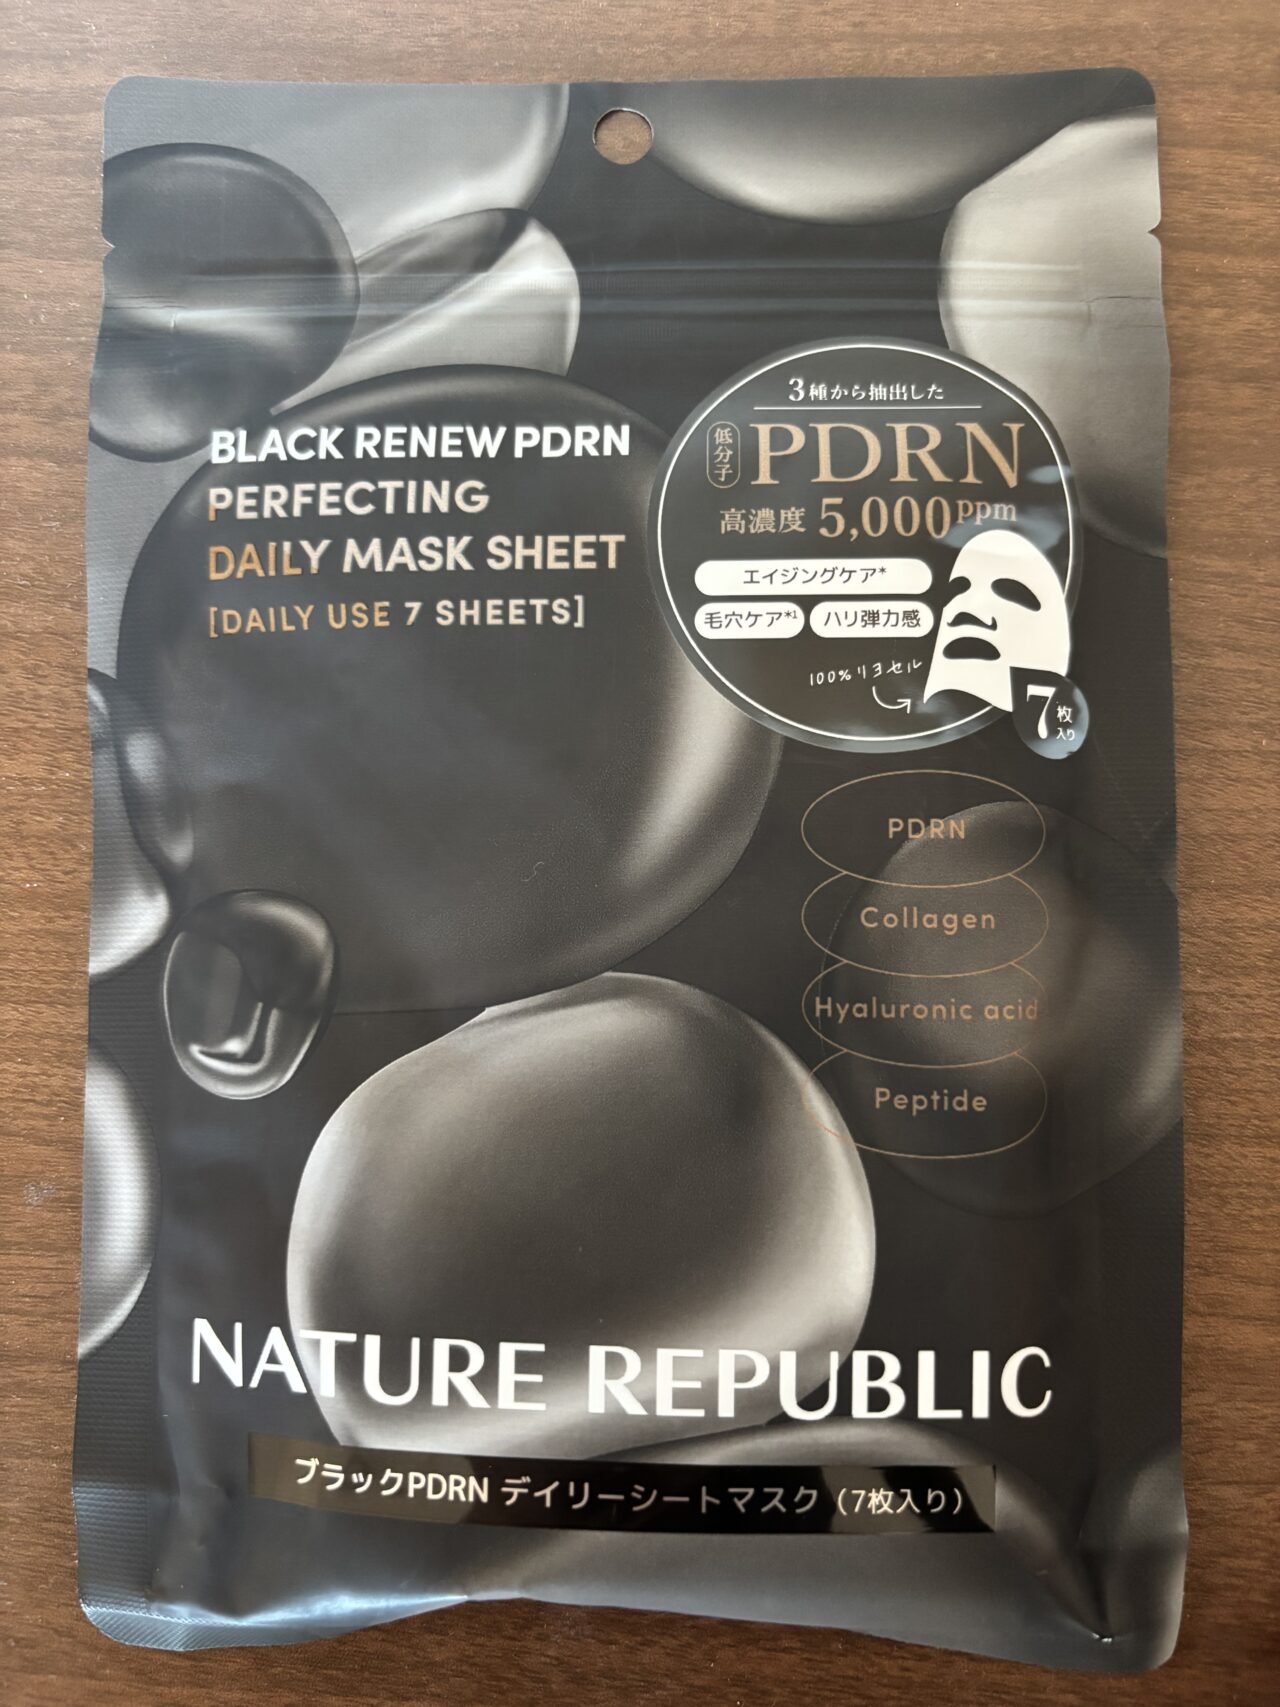 BLACK RENEW PDRN
PERFECTING
DAILY MASK SHEET
[DAILY USE 7 SHEETS]
3種から抽出した
低分子 PDRN
高濃度 5,000ppm
エイジングケア*
毛穴ケア*1 ハリ弾力感
100%リヨセル
7枚入り
PDRN
Collagen
Hyaluronic acid
Peptide
NATURE REPUBLIC
ブラックPDRN デイリーシートマスク（7枚入り）